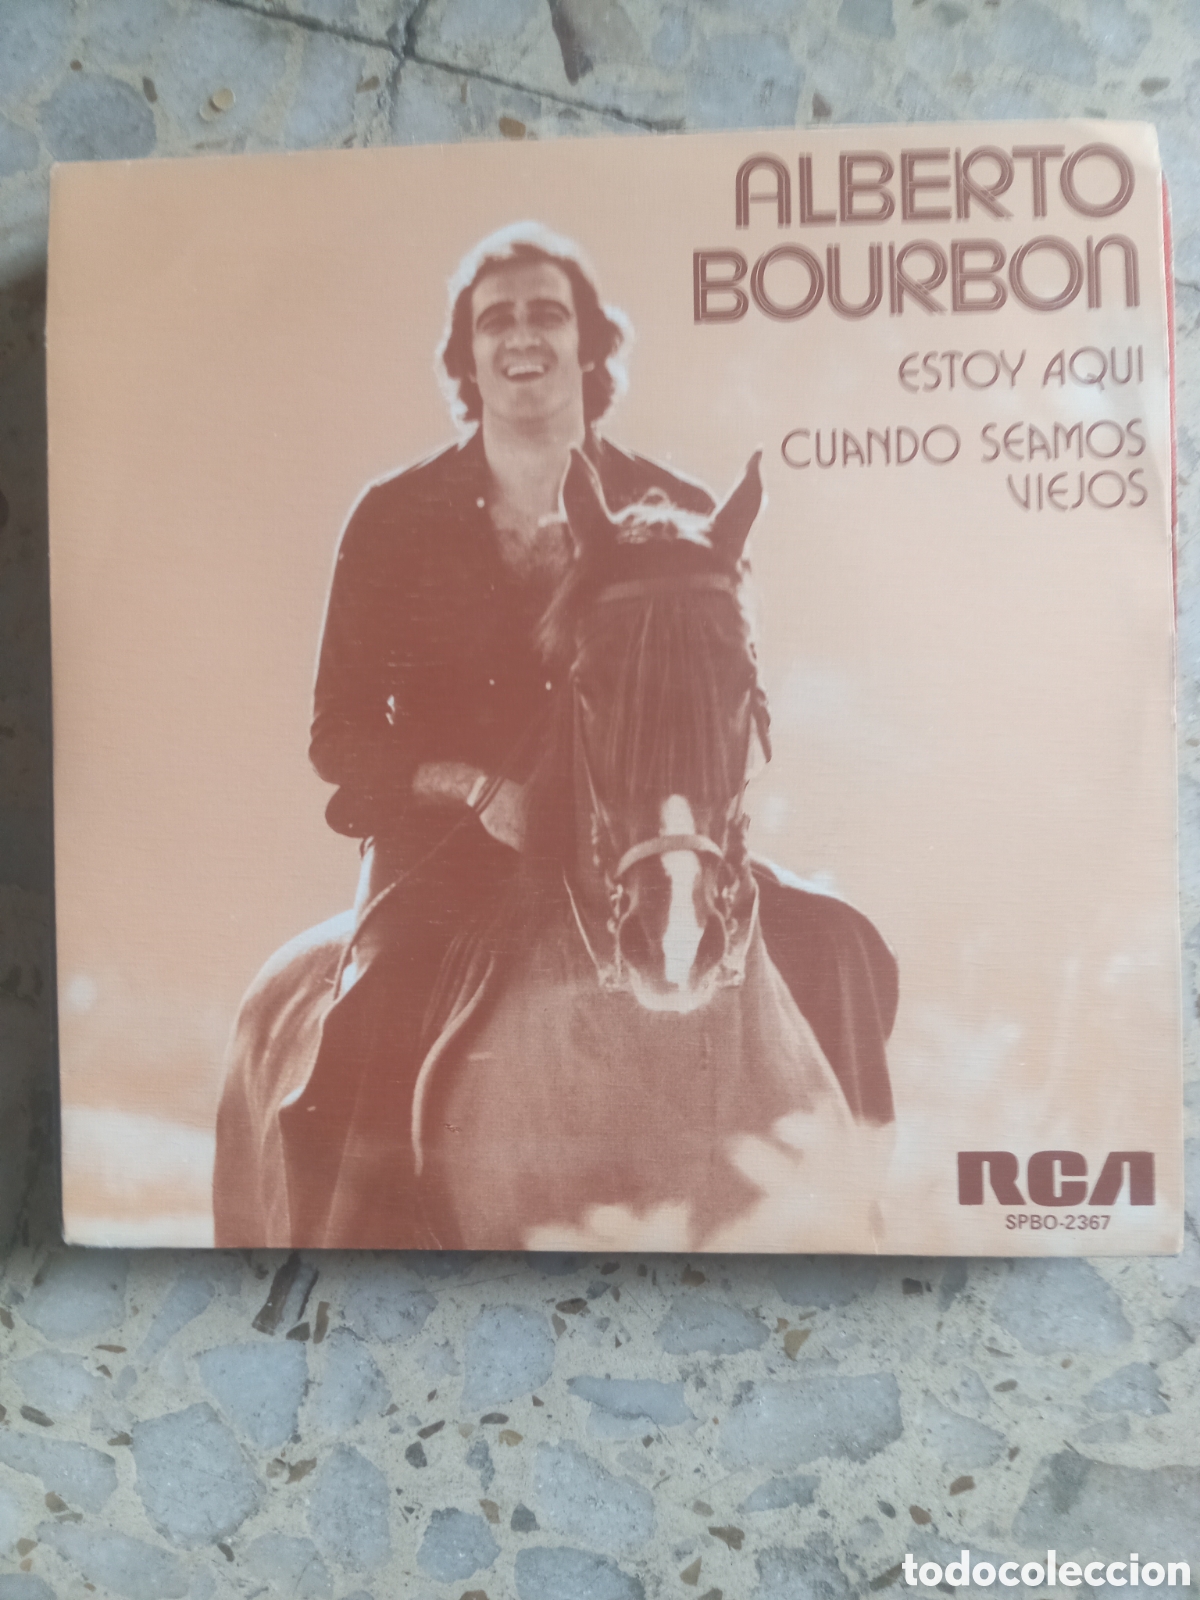 ALBERTO
BOURBON
ESTOY AQUI
CUANDO SEAMOS
VIEJOS
RCA
SPBO-2367
todocoleccion